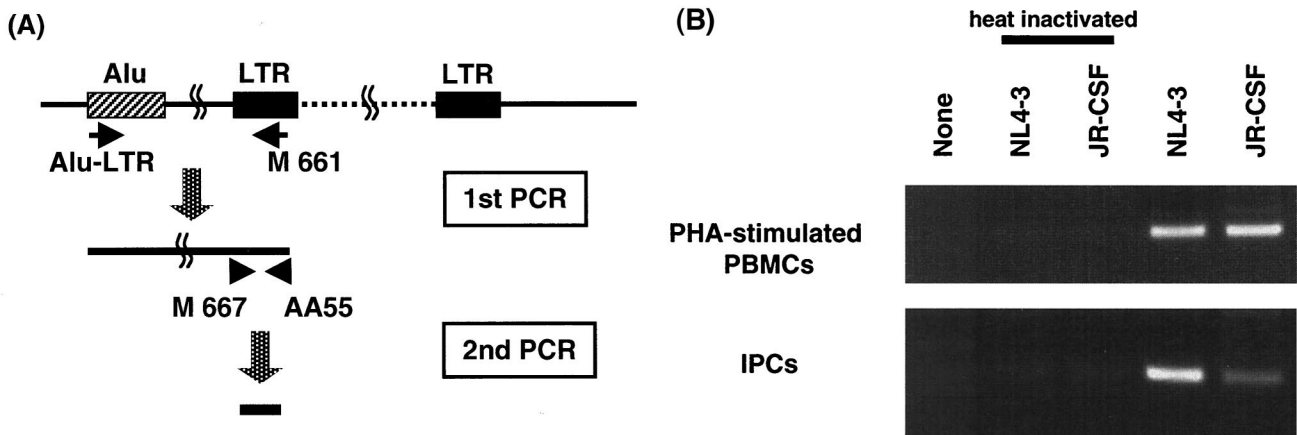 (A)
Alu
LTR
LTR
Alu-LTR
M 661
1st PCR
M 667
AA55
2nd PCR
(B)
heat inactivated
None
NL4-3
JR-CSF
NL4-3
JR-CSF
PHA-stimulated
PBMCs
IPCs